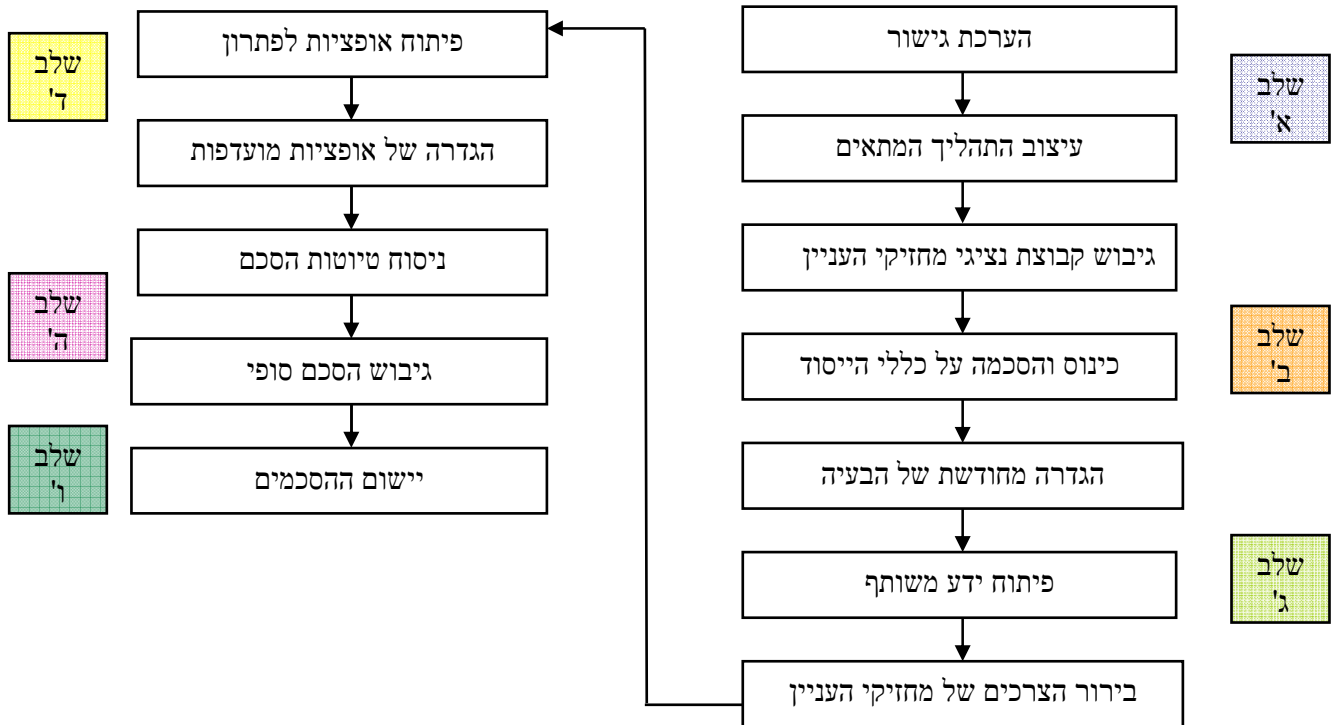 שלב
א'
הערכת גישור
עיצוב התהליך המתאים
שלב
ב'
גיבוש קבוצת נציגי מחזיקי העניין
כינוס והסכמה על כללי הייסוד
שלב
ג'
הגדרה מחודשת של הבעיה
פיתוח ידע משותף
בירור הצרכים של מחזיקי העניין
שלב
ד'
פיתוח אופציות לפתרון
הגדרה של אופציות מועדפות
שלב
ה'
ניסוח טיוטות הסכם
גיבוש הסכם סופי
שלב
ו'
יישום ההסכמים